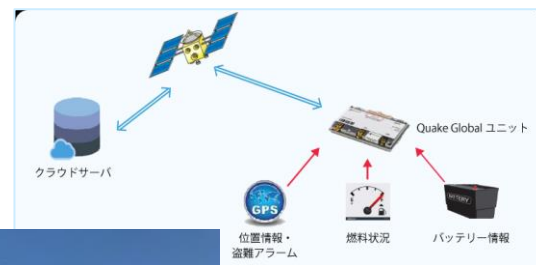 クラウドサーバ
Quake Global ユニット
GPS
位置情報・
盗難アラーム
燃料状況
バッテリー情報
BATTERY